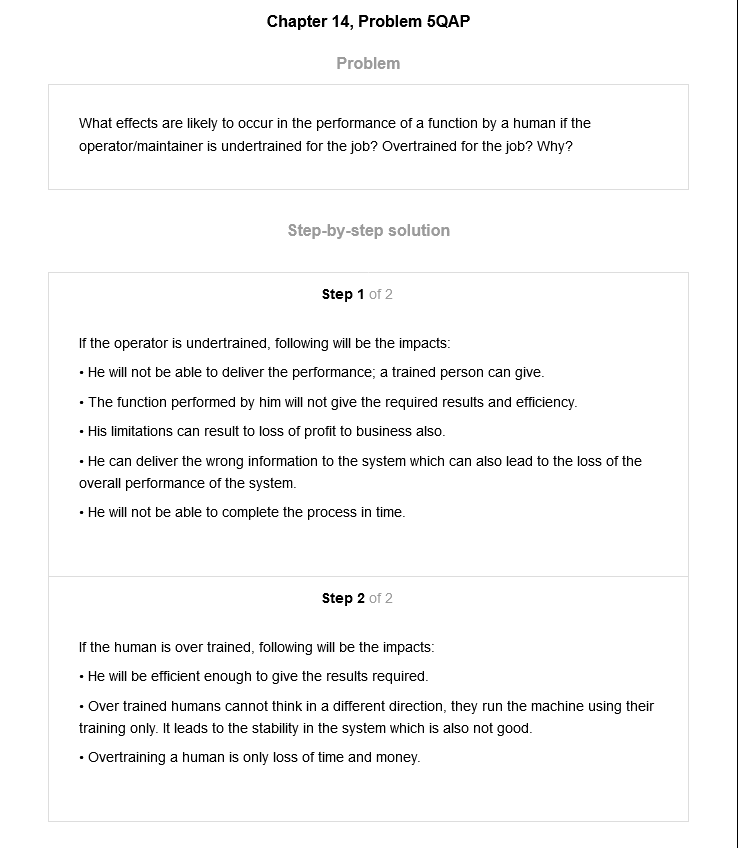 Chapter 14, Problem 5QAP
Problem
What effects are likely to occur in the performance of a function by a human if the
operator/maintainer is undertrained for the job? Overtrained for the job? Why?
Step-by-step solution
Step 1 of 2
If the operator is undertrained, following will be the impacts:
• He will not be able to deliver the performance; a trained person can give.
• The function performed by him will not give the required results and efficiency.
• His limitations can result to loss of profit to business also.
• He can deliver the wrong information to the system which can also lead to the loss of the
overall performance of the system.
• He will not be able to complete the process in time.
Step 2 of 2
If the human is over trained, following will be the impacts:
• He will be efficient enough to give the results required.
• Over trained humans cannot think in a different direction, they run the machine using their
training only. It leads to the stability in the system which is also not good.
• Overtraining a human is only loss of time and money.